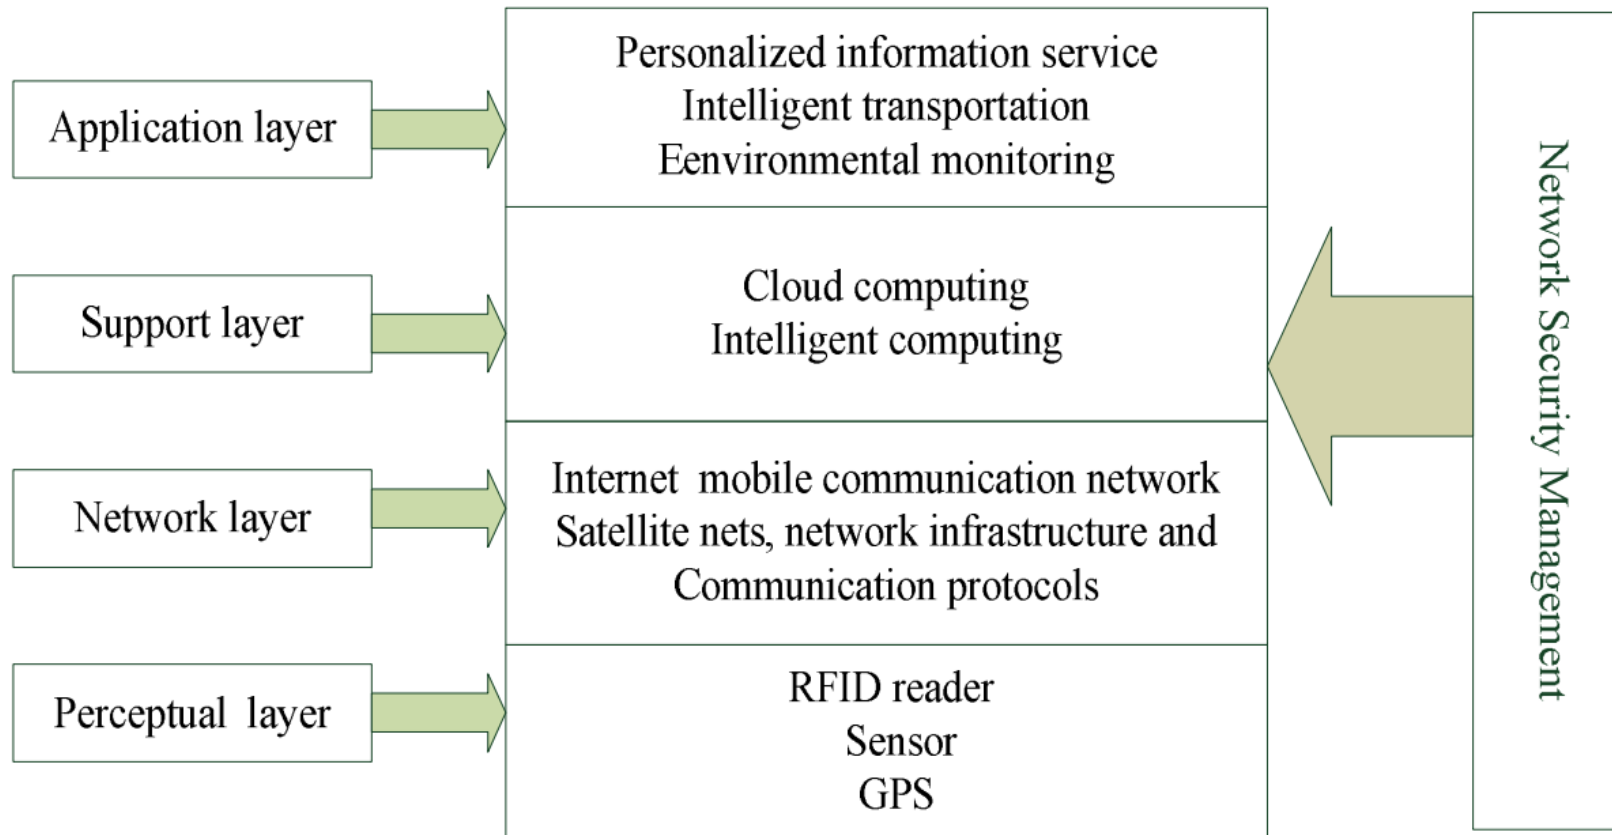 Application layer
Personalized information service
Intelligent transportation
Eenvironmental monitoring
Support layer
Cloud computing
Intelligent computing
Network layer
Internet  mobile communication network
Satellite nets, network infrastructure and
Communication protocols
Perceptual  layer
RFID reader
Sensor
GPS
Network Security Management